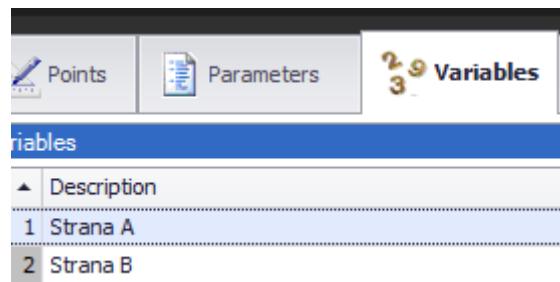 Points Parameters Variables
riables
Description
1 Strana A
2 Strana B